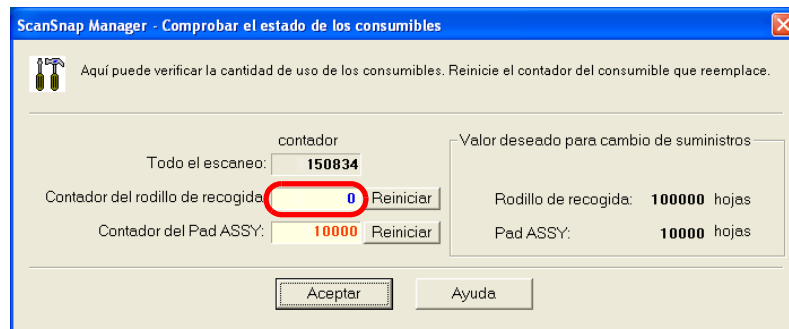 ScanSnap Manager - Comprobar el estado de los consumibles
Aquí puede verificar la cantidad de uso de los consumibles. Reinicie el contador del consumible que reemplace.
contador
Todo el escaneo: 150834
Contador del rodillo de recogida 0 Reiniciar
Contador del Pad ASSY: 10000 Reiniciar
Valor deseado para cambio de suministros
Rodillo de recogida: 100000 hojas
Pad ASSY: 10000 hojas
Aceptar
Ayuda